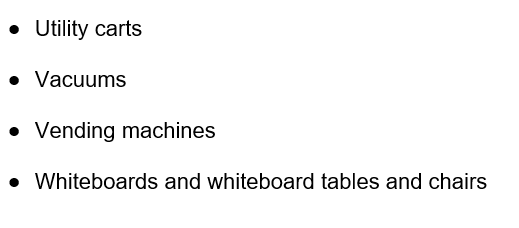 ● Utility carts
● Vacuums
● Vending machines
● Whiteboards and whiteboard tables and chairs